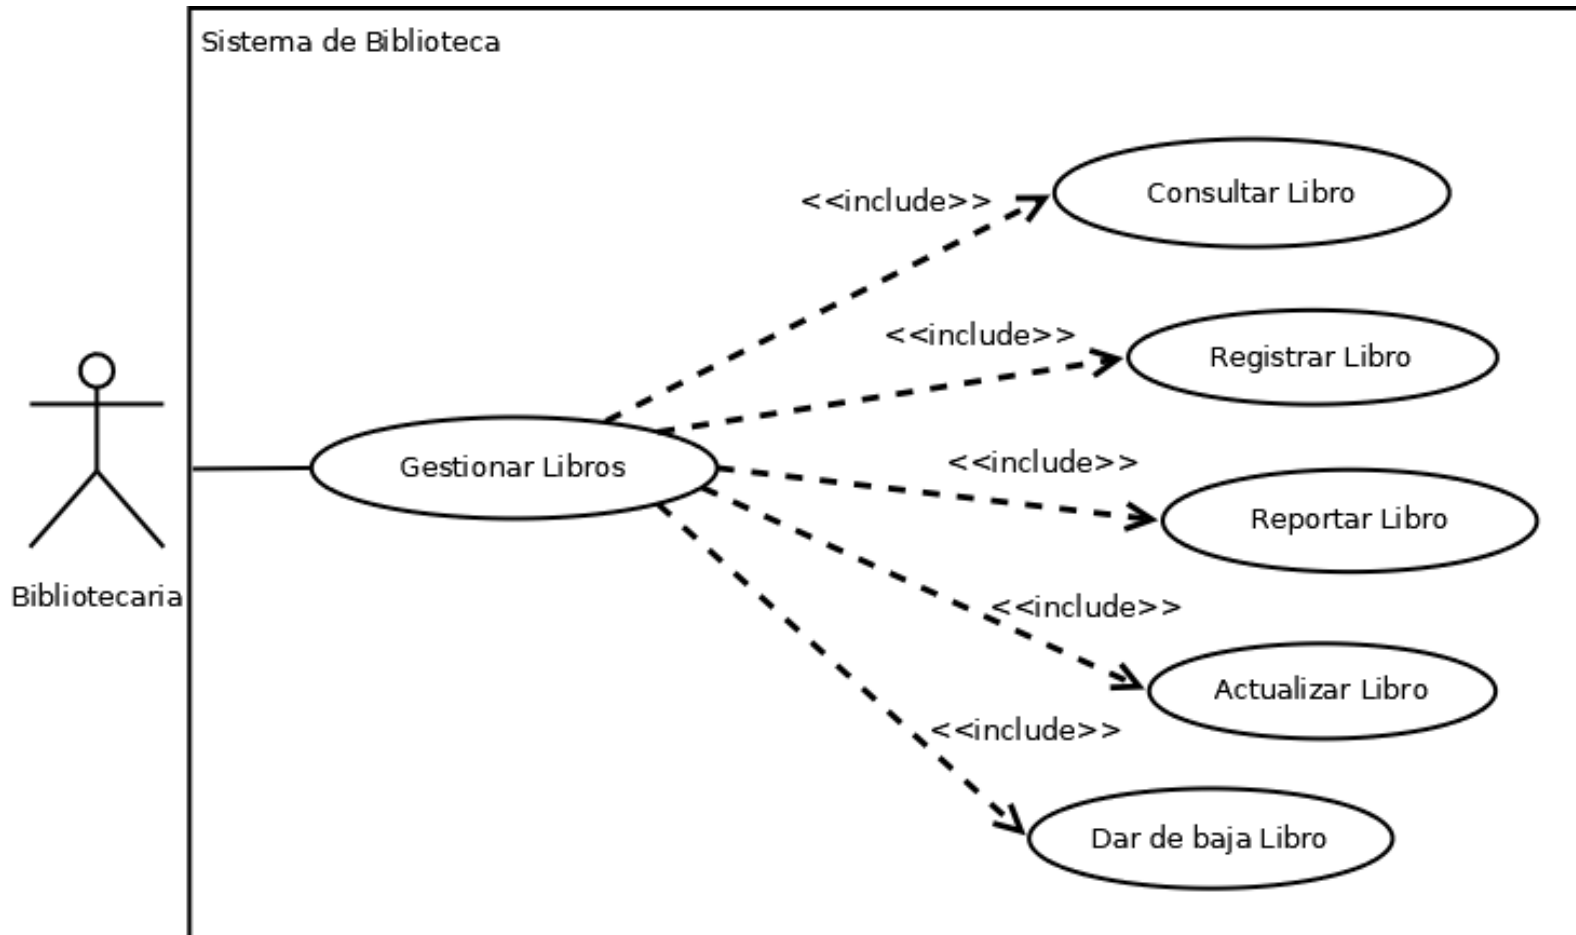 Sistema de Biblioteca
<<include>>
Consultar Libro
<<include>>
Registrar Libro
Gestionar Libros
<<include>>
Reportar Libro
Bibliotecaria
<<include>>
Actualizar Libro
<<include>>
Dar de baja Libro